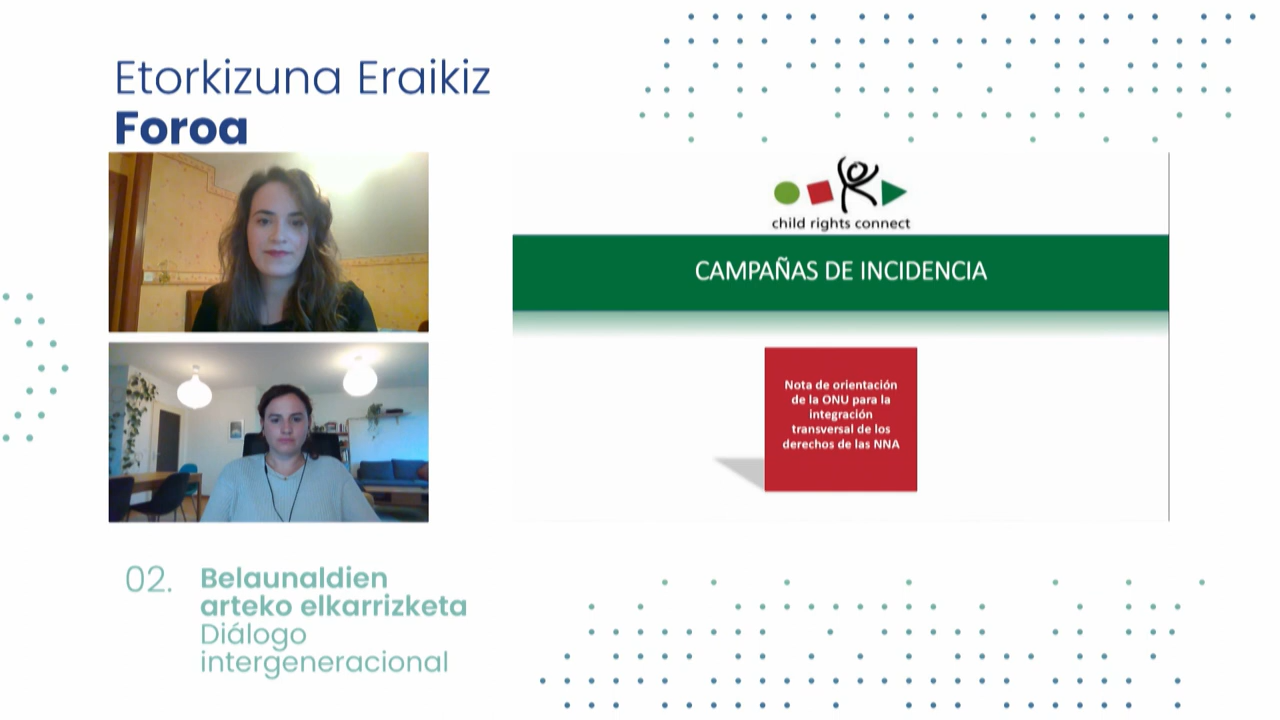 Etorkizuna Eraikiz
Foroa
child rights connect
CAMPAÑAS DE INCIDENCIA
Nota de orientación
de la ONU para la
integración
transversal de los
derechos de las NNA
02.
Belaunaldien
arteko elkarrizketa
Diálogo
intergeneracional